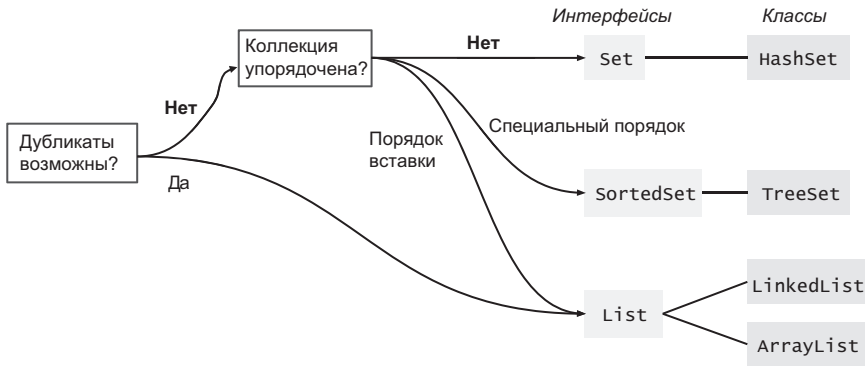 Интерфейсы
Классы
Коллекция
упорядочена?
Нет
Set
HashSet
Нет
Дубликаты
возможны?
Да
Порядок
вставки
Специальный порядок
SortedSet
TreeSet
List
LinkedList
ArrayList